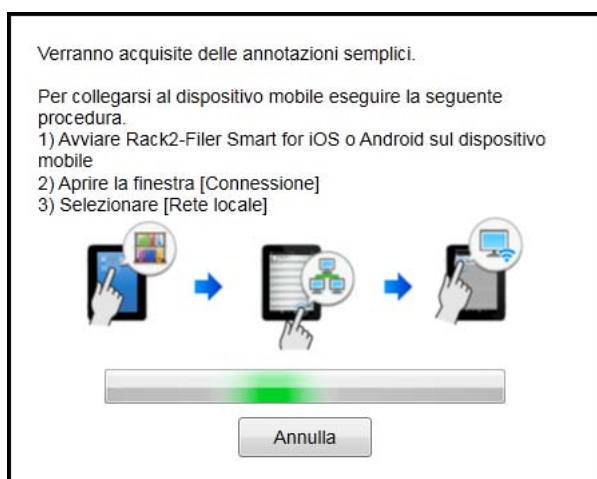 Verranno acquisite delle annotazioni semplici.
Per collegarsi al dispositivo mobile eseguire la seguente
procedura.
1) Avviare Rack2-Filer Smart for iOS o Android sul dispositivo
mobile
2) Aprire la finestra [Connessione]
3) Selezionare [Rete locale]
Annulla